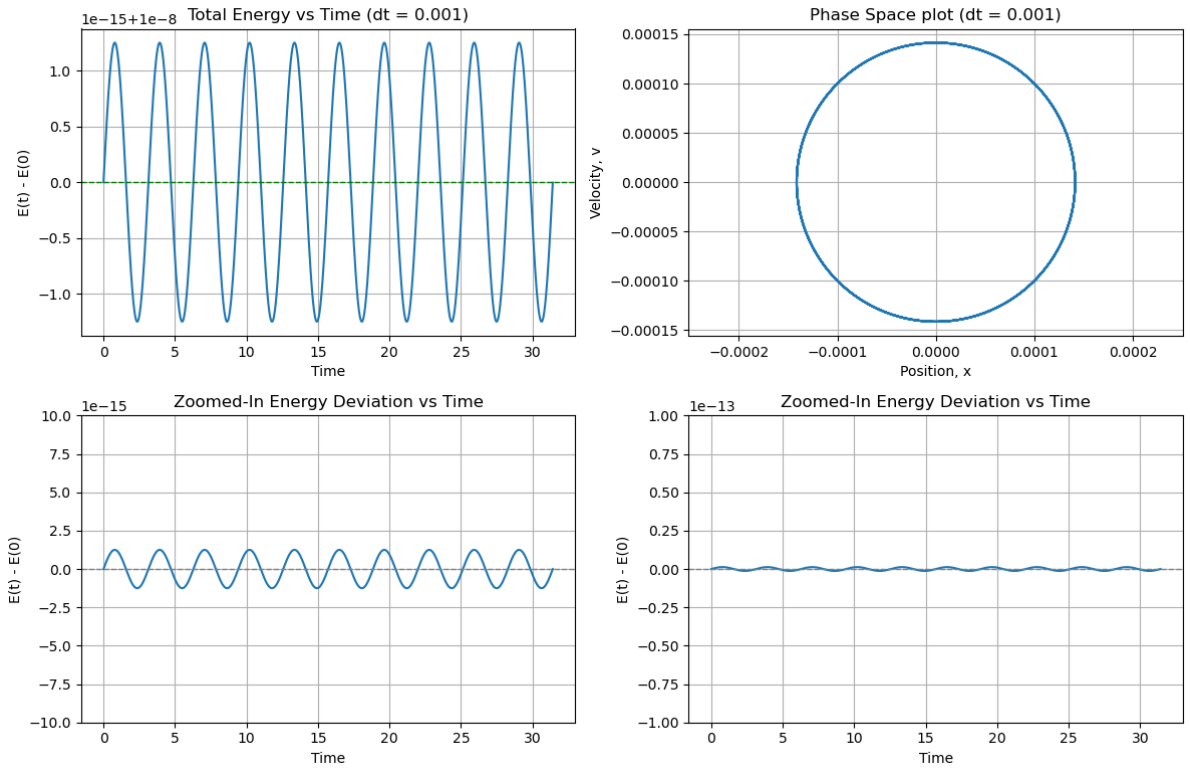 Total Energy vs Time (dt = 0.001)
1e−15+1e−8
1.0
0.5
0.0
−0.5
−1.0
E(t) - E(0)
0 5 10 15 20 25 30
Time
Phase Space plot (dt = 0.001)
0.00015
0.00010
0.00005
0.00000
−0.00005
−0.00010
−0.00015
Velocity, v
−0.0002 −0.0001 0.0000 0.0001 0.0002
Position, x
Zoomed-In Energy Deviation vs Time
1e−15
10.0
7.5
5.0
2.5
0.0
−2.5
−5.0
−7.5
−10.0
E(t) - E(0)
0 5 10 15 20 25 30
Time
Zoomed-In Energy Deviation vs Time
1e−13
1.00
0.75
0.50
0.25
0.00
−0.25
−0.50
−0.75
−1.00
E(t) - E(0)
0 5 10 15 20 25 30
Time